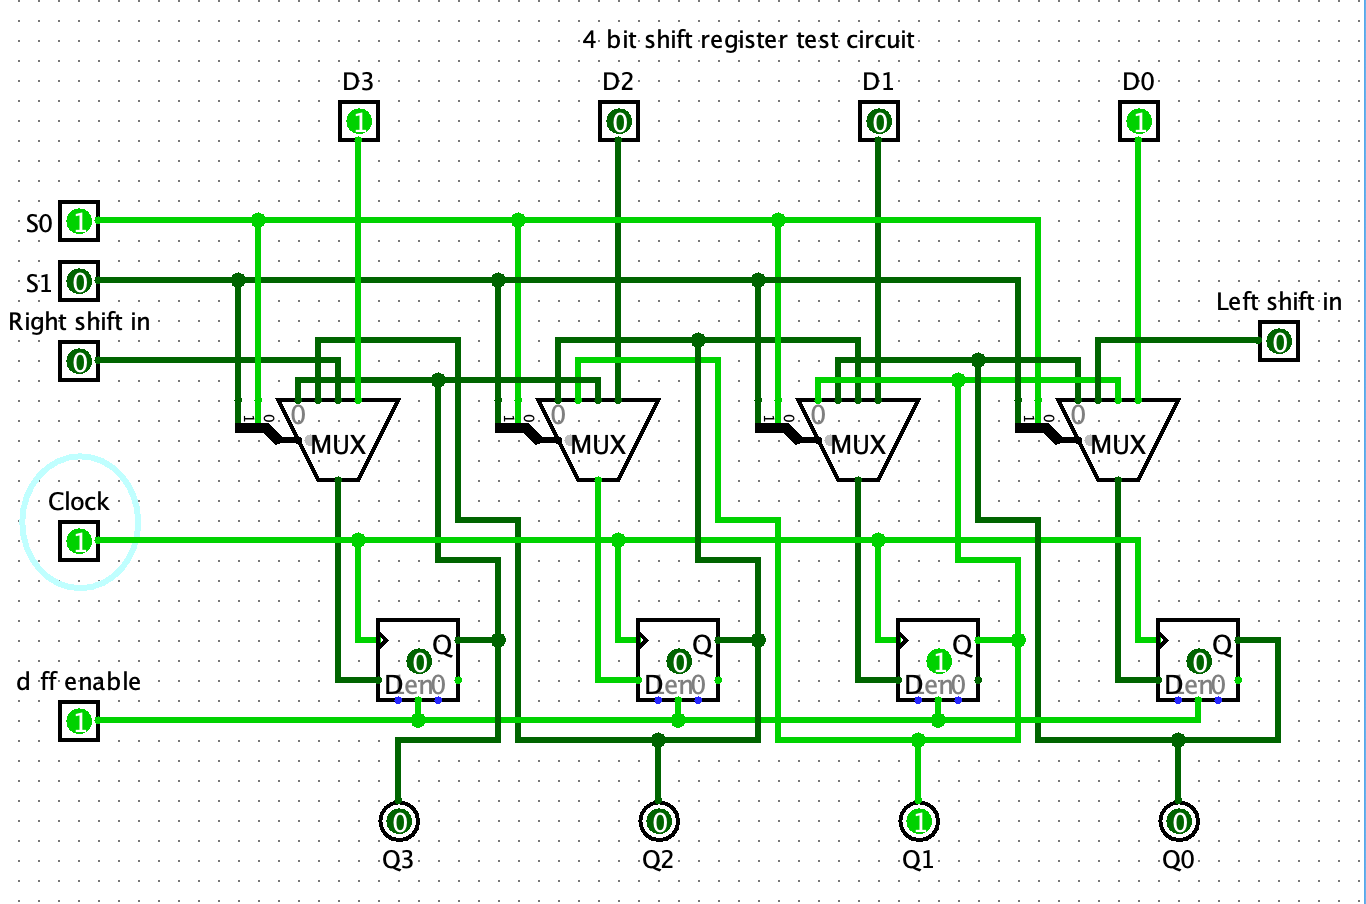 4 bit shift register test circuit
D3 D2 D1 D0
1 0 0 1
S0 1
S1 0
Right shift in
0
Left shift in
0
1 0 0 1 0 0 1 0 0 1 0 0
MUX MUX MUX MUX
Clock
1
Q Q Q Q
0 0 1 0
D en 0 D en 0 D en 0 D en 0
d ff enable
1
0 0 1 0
Q3 Q2 Q1 Q0